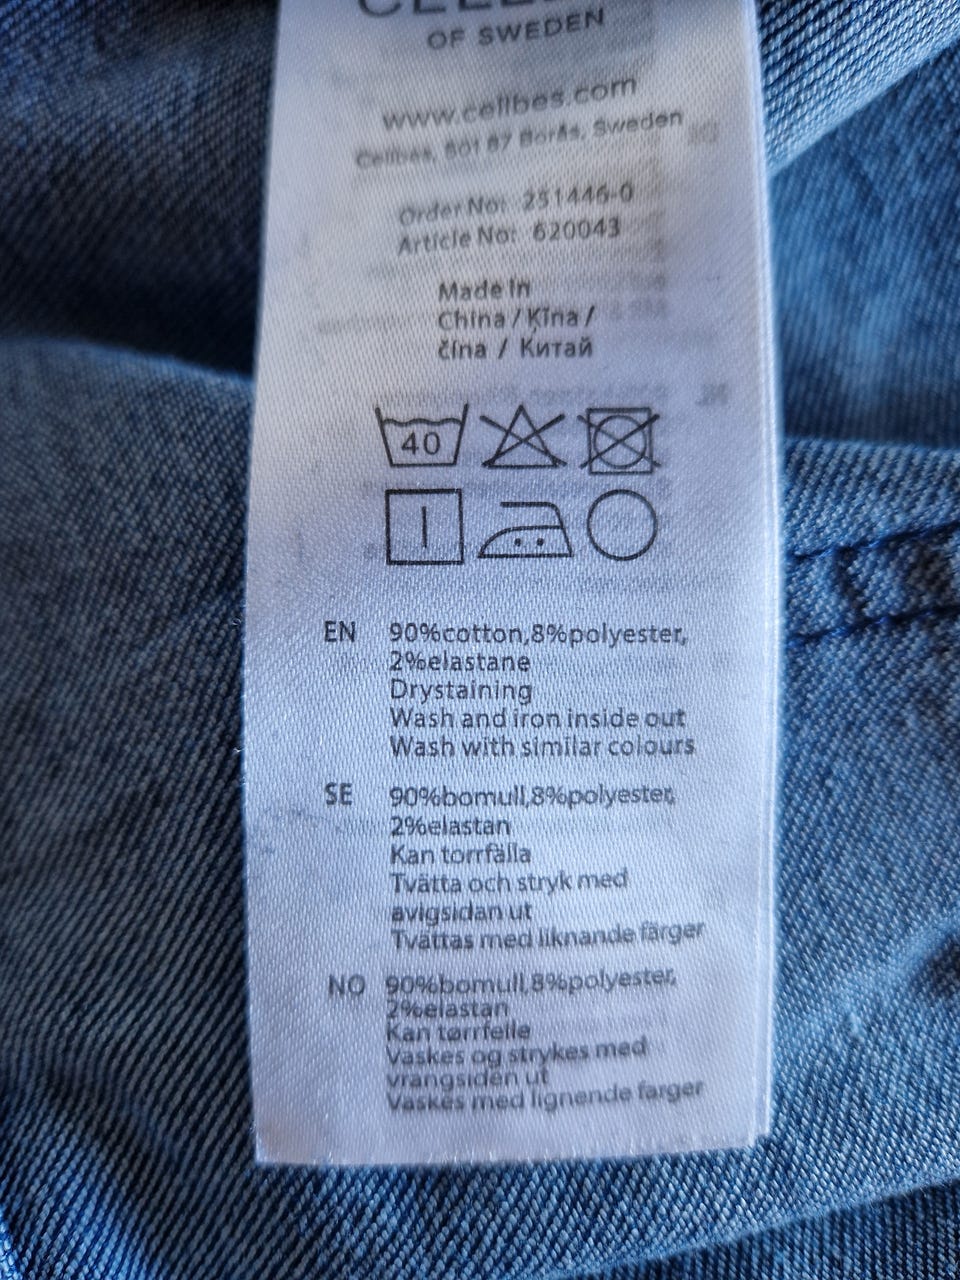 OF SWEDEN
www.cellbes.com
Cellbes, 501 87 Borås, Sweden
Order No: 251446-0
Article No: 620043
Made in
China / Ķīna /
čína / Китай
40
EN 90%cotton,8%polyester,
2%elastane
Drystaining
Wash and iron inside out
Wash with similar colours
SE 90%bomull,8%polyester,
2%elastan
Kan torrfälla
Tvätta och stryk med
avigsidan ut
Tvättas med liknande färger
NO 90%bomull,8%polyester,
2%elastan
Kan tørrfelle
Vaskes og strykes med
vrangsiden ut
Vaskes med lignende farger